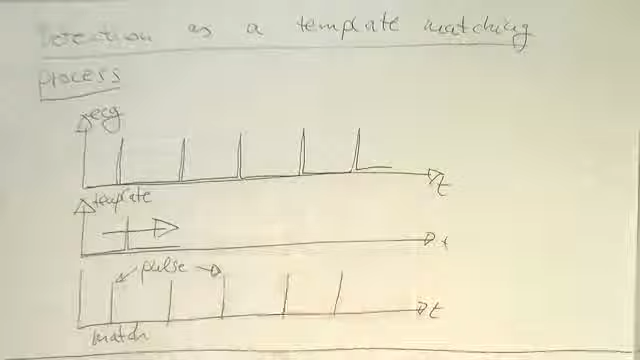 Detection as a template matching
process
ecg
t
template
t
pulse
t
match